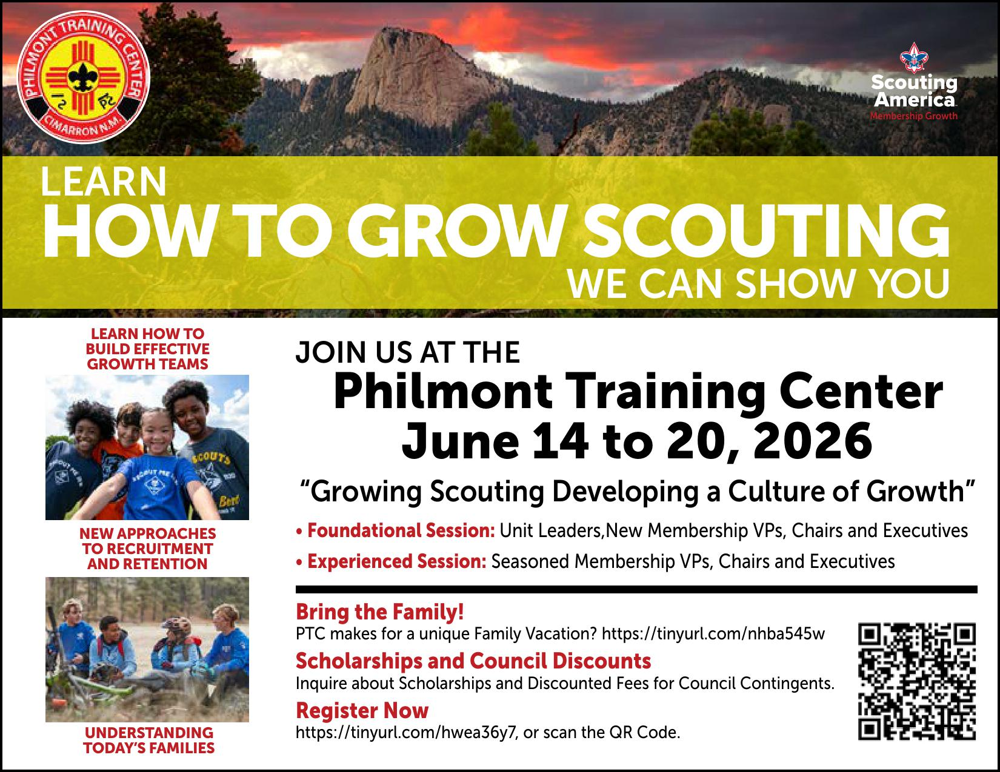 PHILMONT TRAINING CENTER
CIMARRON N.M.
Scouting
America
Membership Growth
LEARN
HOW TO GROW SCOUTING
WE CAN SHOW YOU
LEARN HOW TO
BUILD EFFECTIVE
GROWTH TEAMS
SCOUT ME IN
SCOUTS
NEW APPROACHES
TO RECRUITMENT
AND RETENTION
UNDERSTANDING
TODAY'S FAMILIES
JOIN US AT THE
Philmont Training Center
June 14 to 20, 2026
“Growing Scouting Developing a Culture of Growth”
• Foundational Session: Unit Leaders,New Membership VPs, Chairs and Executives
• Experienced Session: Seasoned Membership VPs, Chairs and Executives
Bring the Family!
PTC makes for a unique Family Vacation? https://tinyurl.com/nhba545w
Scholarships and Council Discounts
Inquire about Scholarships and Discounted Fees for Council Contingents.
Register Now
https://tinyurl.com/hwea36y7, or scan the QR Code.